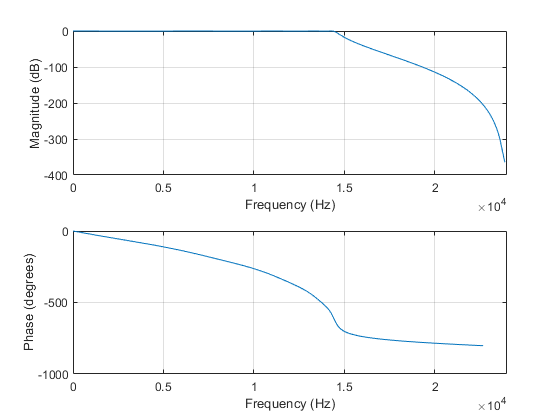 0
-100
-200
-300
-400
Magnitude (dB)
0 0.5 1 1.5 2
Frequency (Hz)
×10^4
0
-500
-1000
Phase (degrees)
0 0.5 1 1.5 2
Frequency (Hz)
×10^4